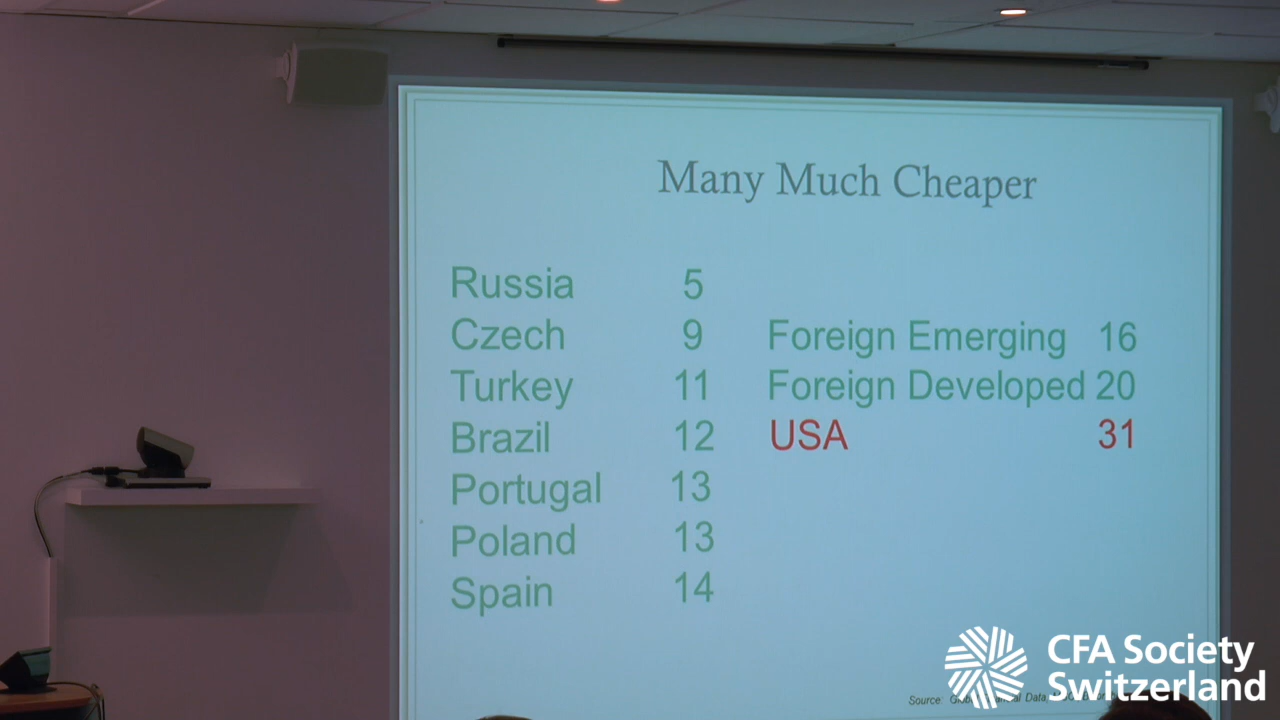 Many Much Cheaper
Russia 5
Czech 9
Turkey 11
Brazil 12
Portugal 13
Poland 13
Spain 14
Foreign Emerging 16
Foreign Developed 20
USA 31
Source:
CFA Society
Switzerland